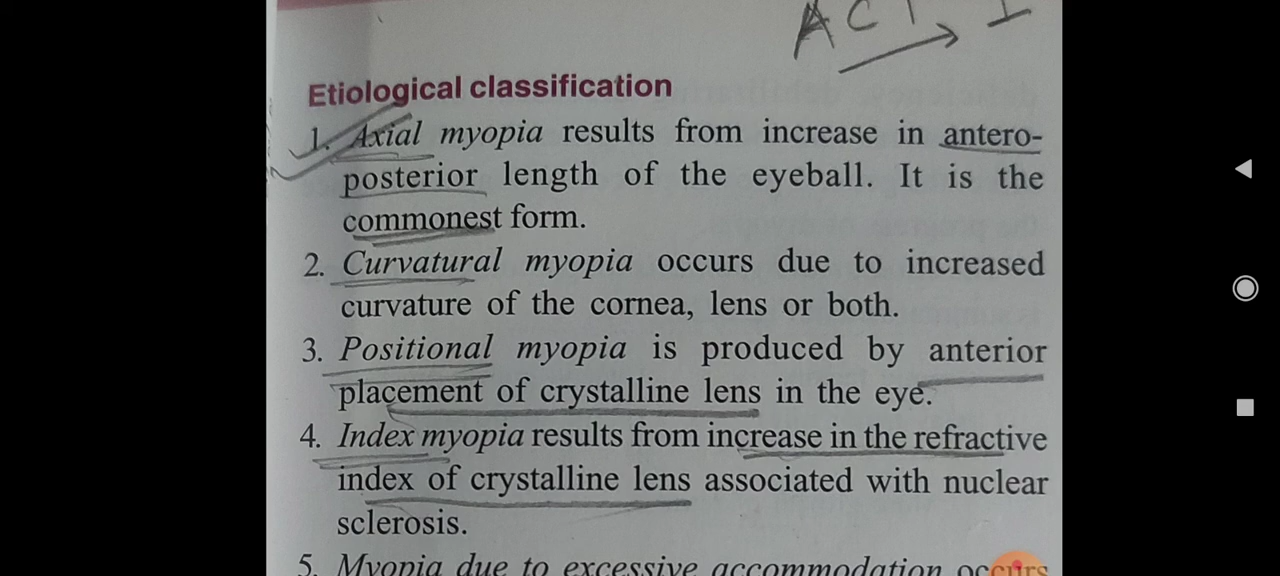 ACT I
Etiological classification
1. Axial myopia results from increase in antero-
posterior length of the eyeball. It is the
commonest form.
2. Curvatural myopia occurs due to increased
curvature of the cornea, lens or both.
3. Positional myopia is produced by anterior
placement of crystalline lens in the eye.
4. Index myopia results from increase in the refractive
index of crystalline lens associated with nuclear
sclerosis.
5. Myopia due to excessive accommodation occurs